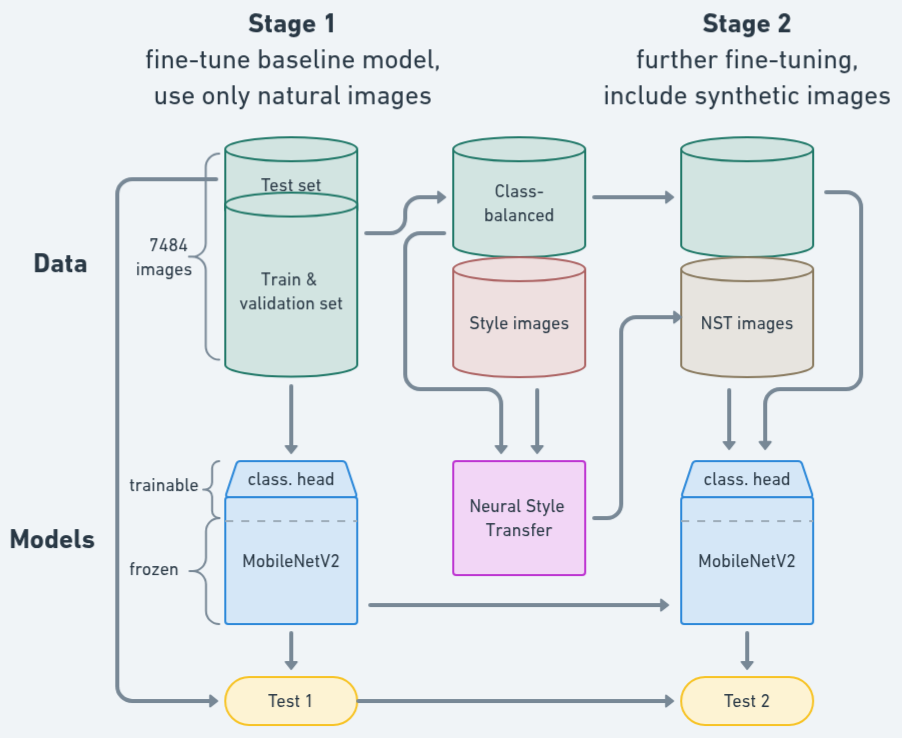 Stage 1
fine-tune baseline model,
use only natural images
Stage 2
further fine-tuning,
include synthetic images
Data
7484
images
Test set
Train &
validation set
Class-
balanced
Style images
NST images
Models
trainable
frozen
class. head
MobileNetV2
Neural Style
Transfer
class. head
MobileNetV2
Test 1
Test 2